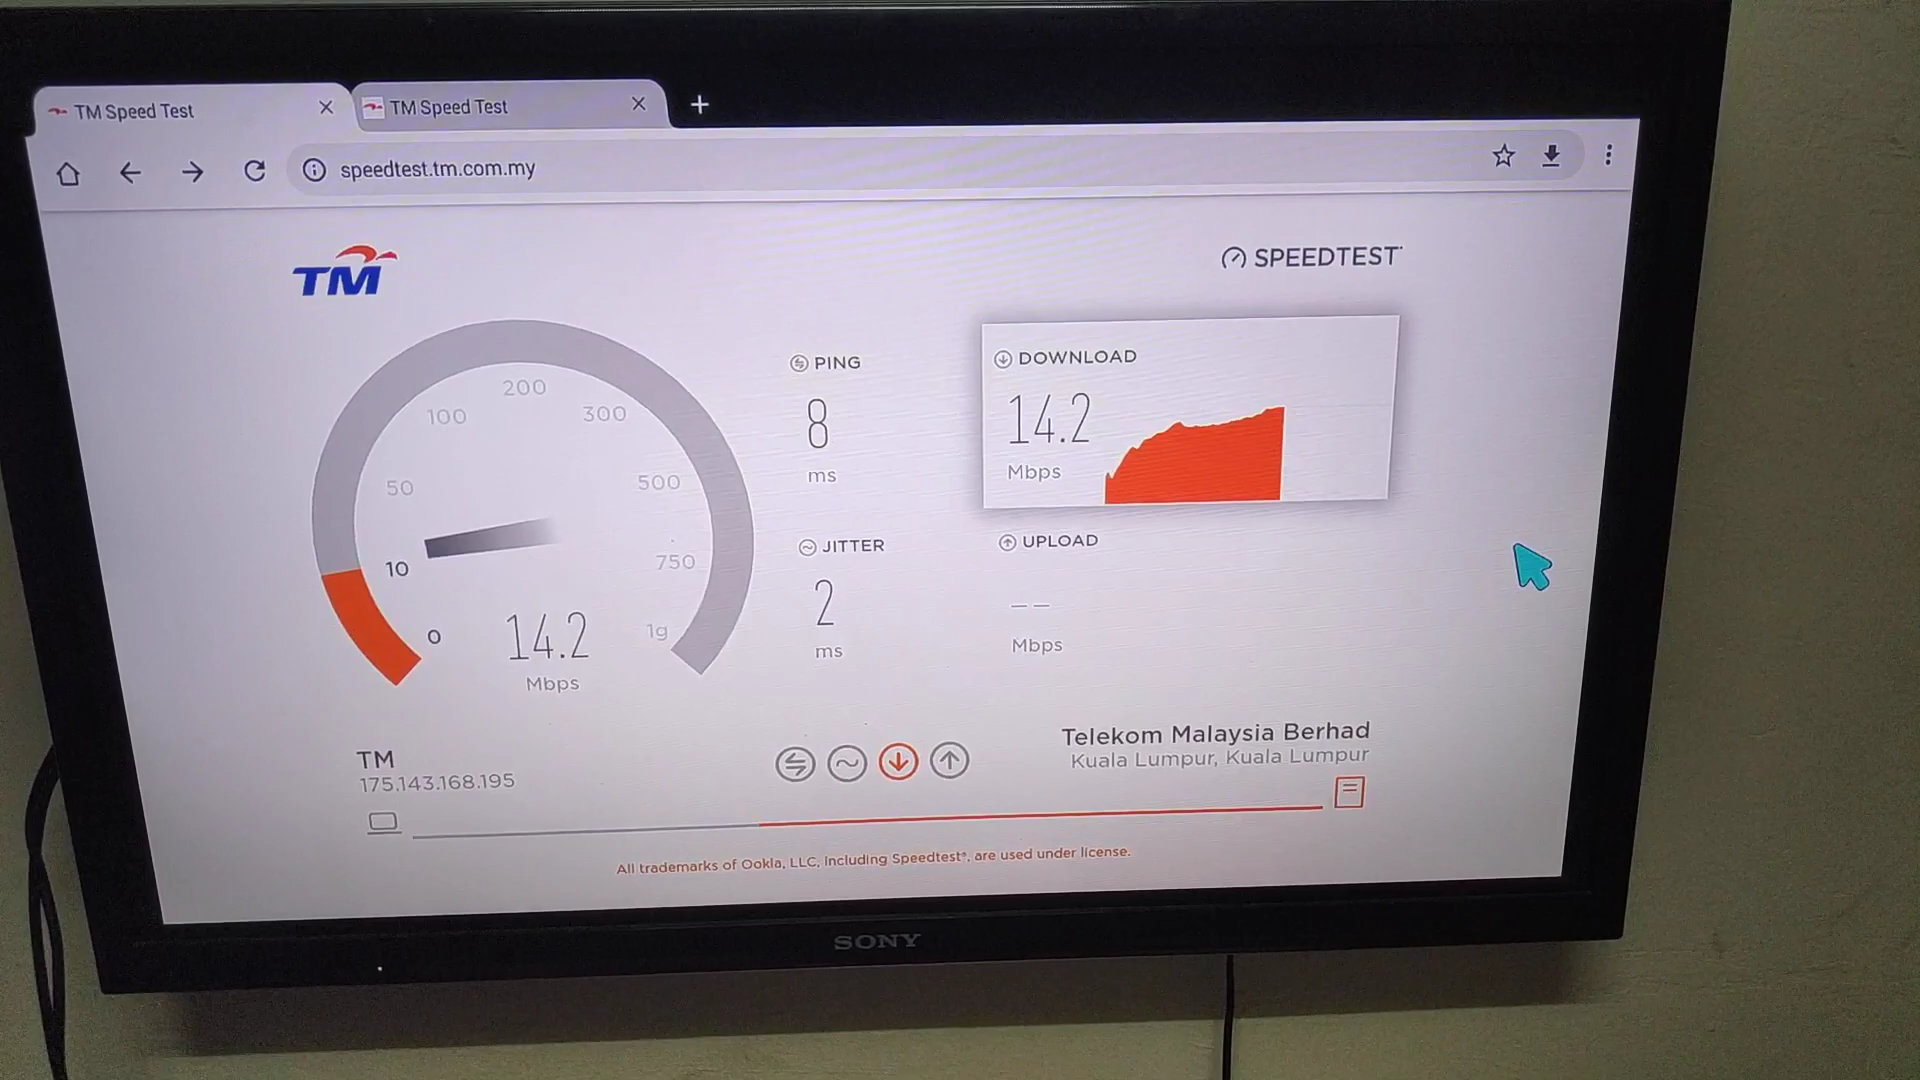 TM Speed Test
TM Speed Test
speedtest.tm.com.my
TM
SPEEDTEST
PING
8
ms
DOWNLOAD
14.2
Mbps
JITTER
2
ms
UPLOAD
Mbps
0
10
50
100
200
300
500
750
1g
14.2
Mbps
TM
175.143.168.195
Telekom Malaysia Berhad
Kuala Lumpur, Kuala Lumpur
All trademarks of Ookla, LLC, including Speedtest®, are used under license.
SONY